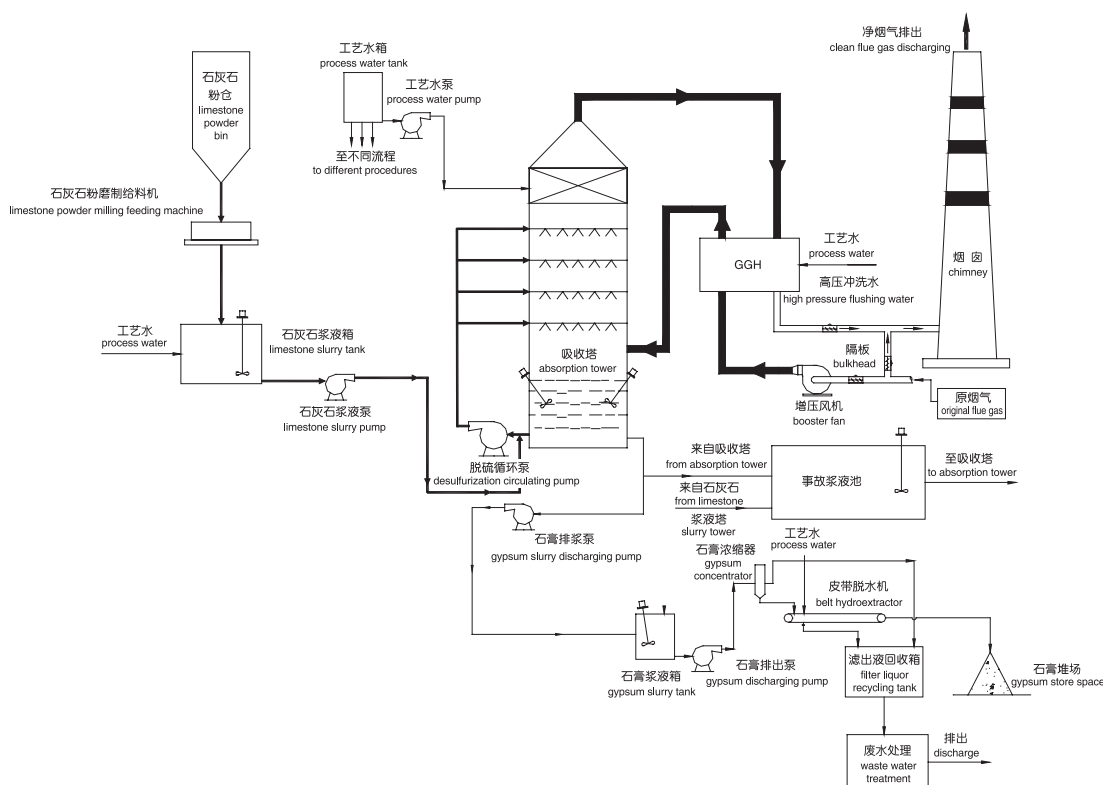 净烟气排出
clean flue gas discharging
工艺水箱
process water tank
工艺水泵
process water pump
石灰石
粉仓
limestone
powder
bin
至不同流程
to different procedures
石灰石粉磨制给料机
limestone powder milling feeding machine
GGH
工艺水
process water
高压冲洗水
high pressure flushing water
烟囱
chimney
工艺水
process water
石灰石浆液箱
limestone slurry tank
吸收塔
absorption tower
隔板
bulkhead
石灰石浆液泵
limestone slurry pump
增压风机
booster fan
原烟气
original flue gas
脱硫循环泵
desulfurization circulating pump
来自吸收塔
from absorption tower
来自石灰石
from limestone
浆液塔
slurry tower
事故浆液池
至吸收塔
to absorption tower
石膏排浆泵
gypsum slurry discharging pump
石膏浓缩器
gypsum
concentrator
工艺水
process water
皮带脱水机
belt hydroextractor
石膏浆液箱
gypsum slurry tank
石膏排出泵
gypsum discharging pump
滤出液回收箱
filter liquor
recycling tank
石膏堆场
gypsum store space
废水处理
waste water
treatment
排出
discharge